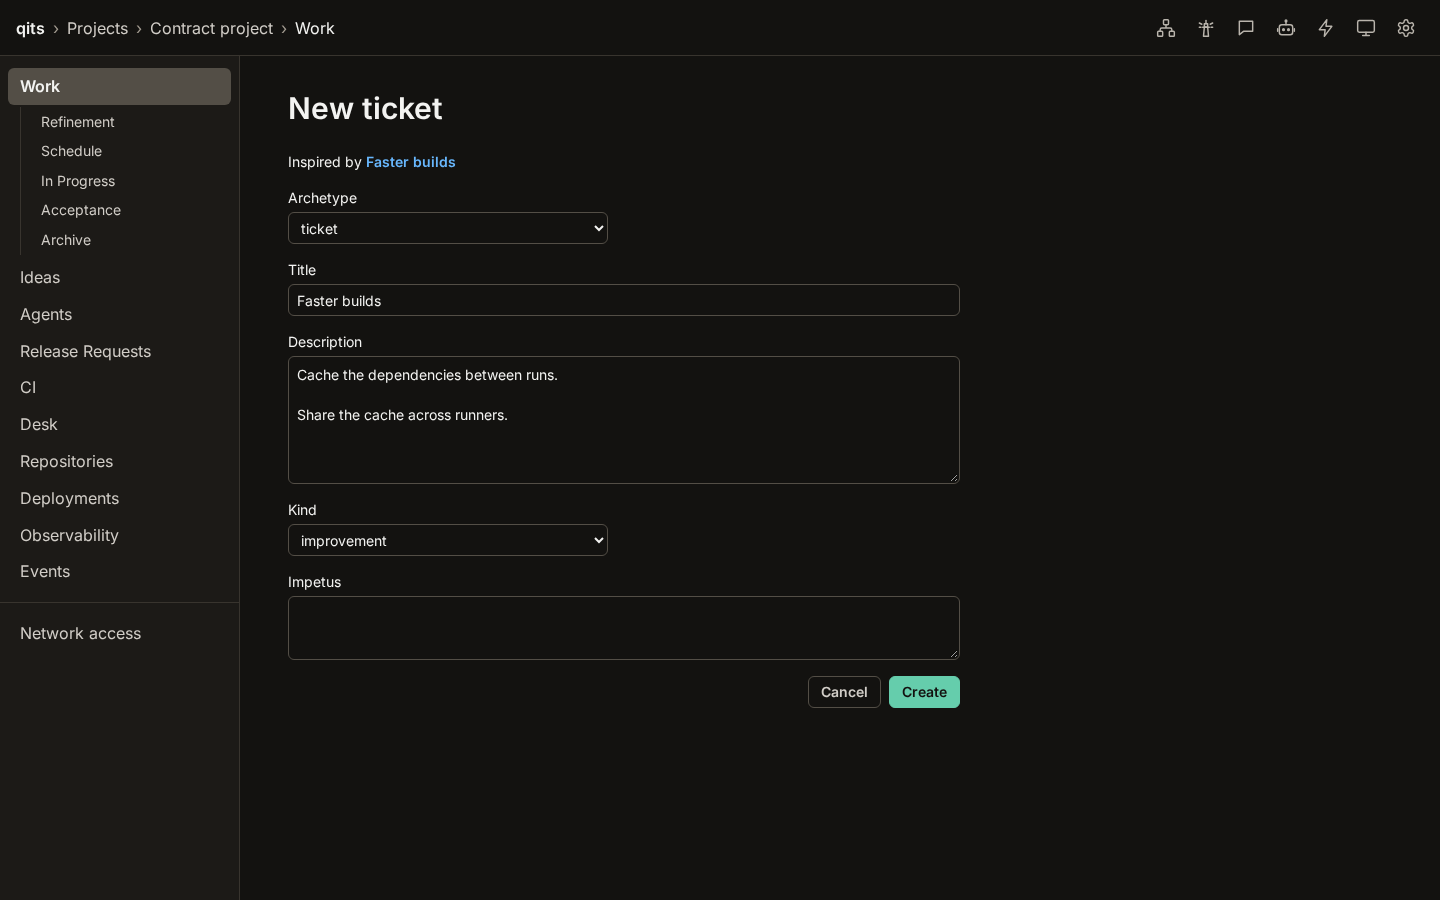 qits › Projects › Contract project › Work
Work
Refinement
Schedule
In Progress
Acceptance
Archive
Ideas
Agents
Release Requests
CI
Desk
Repositories
Deployments
Observability
Events
Network access
New ticket
Inspired by Faster builds
Archetype
ticket
Title
Faster builds
Description
Cache the dependencies between runs.
Share the cache across runners.
Kind
improvement
Impetus
Cancel
Create